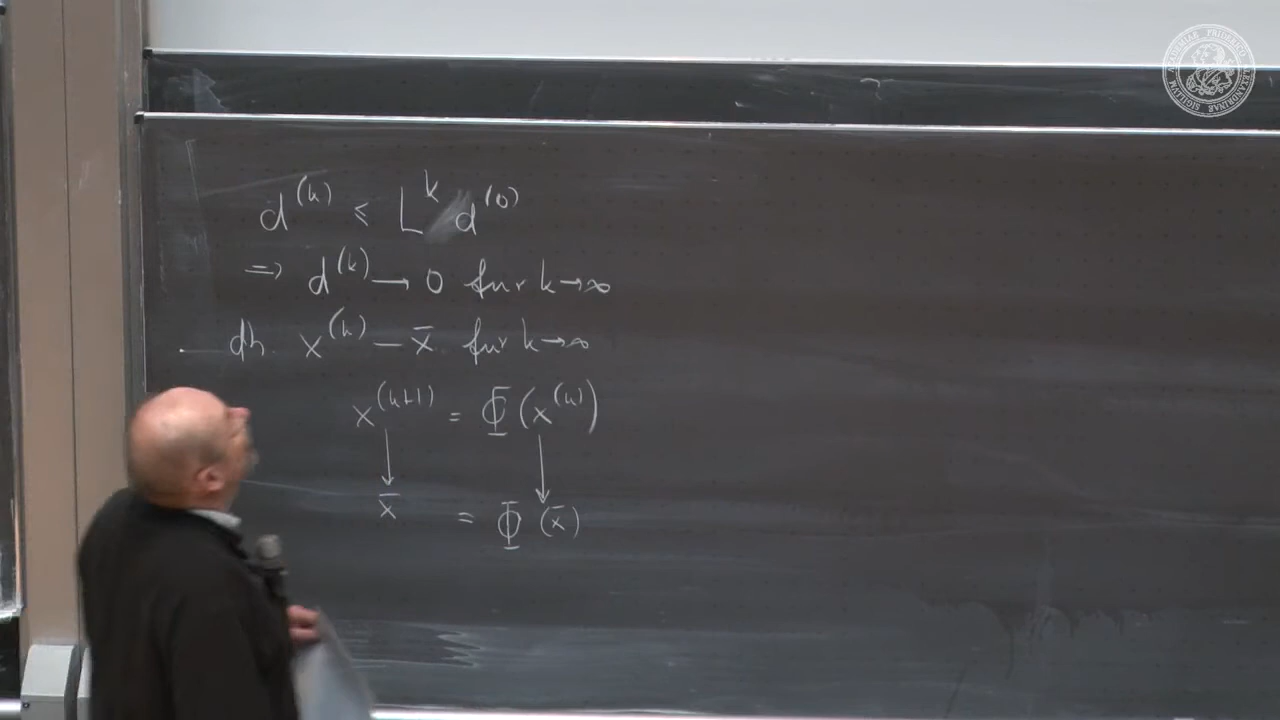 d^(k) ≤ L^k d^(0)
⇒ d^(k) → 0 für k→∞
dh x^(k) — x̄ für k→∞
x^(k+1) = Φ(x^(k))
↓ ↓
x̄ = Φ(x̄)